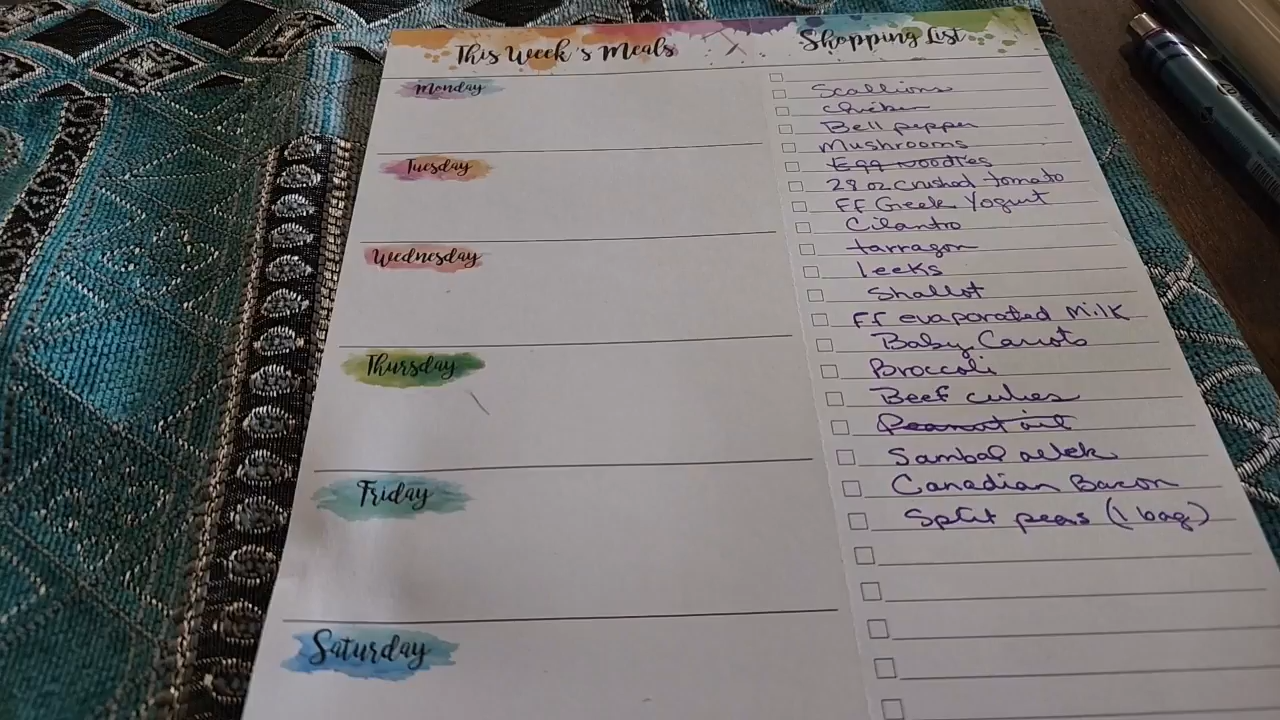 This Week's Meals
Shopping List
Monday
Tuesday
Wednesday
Thursday
Friday
Saturday
Scallions
Chicken
Bell pepper
Mushrooms
Egg noodles
28 oz crushed tomato
FF Greek Yogurt
Cilantro
tarragon
leeks
Shallot
FF evaporated Milk
Baby Carrots
Broccoli
Beef cubes
Peanut oil
Sambal oelek
Canadian Bacon
Split peas (1 bag)